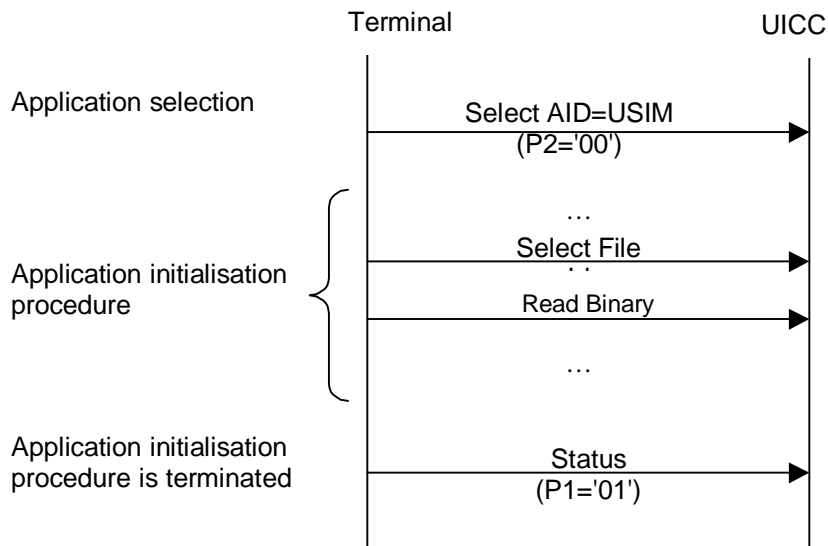 Terminal
UICC
Application selection
Select AID=USIM
(P2='00')
...
Select File
. .
Application initialisation
procedure
Read Binary
...
Application initialisation
procedure is terminated
Status
(P1='01')